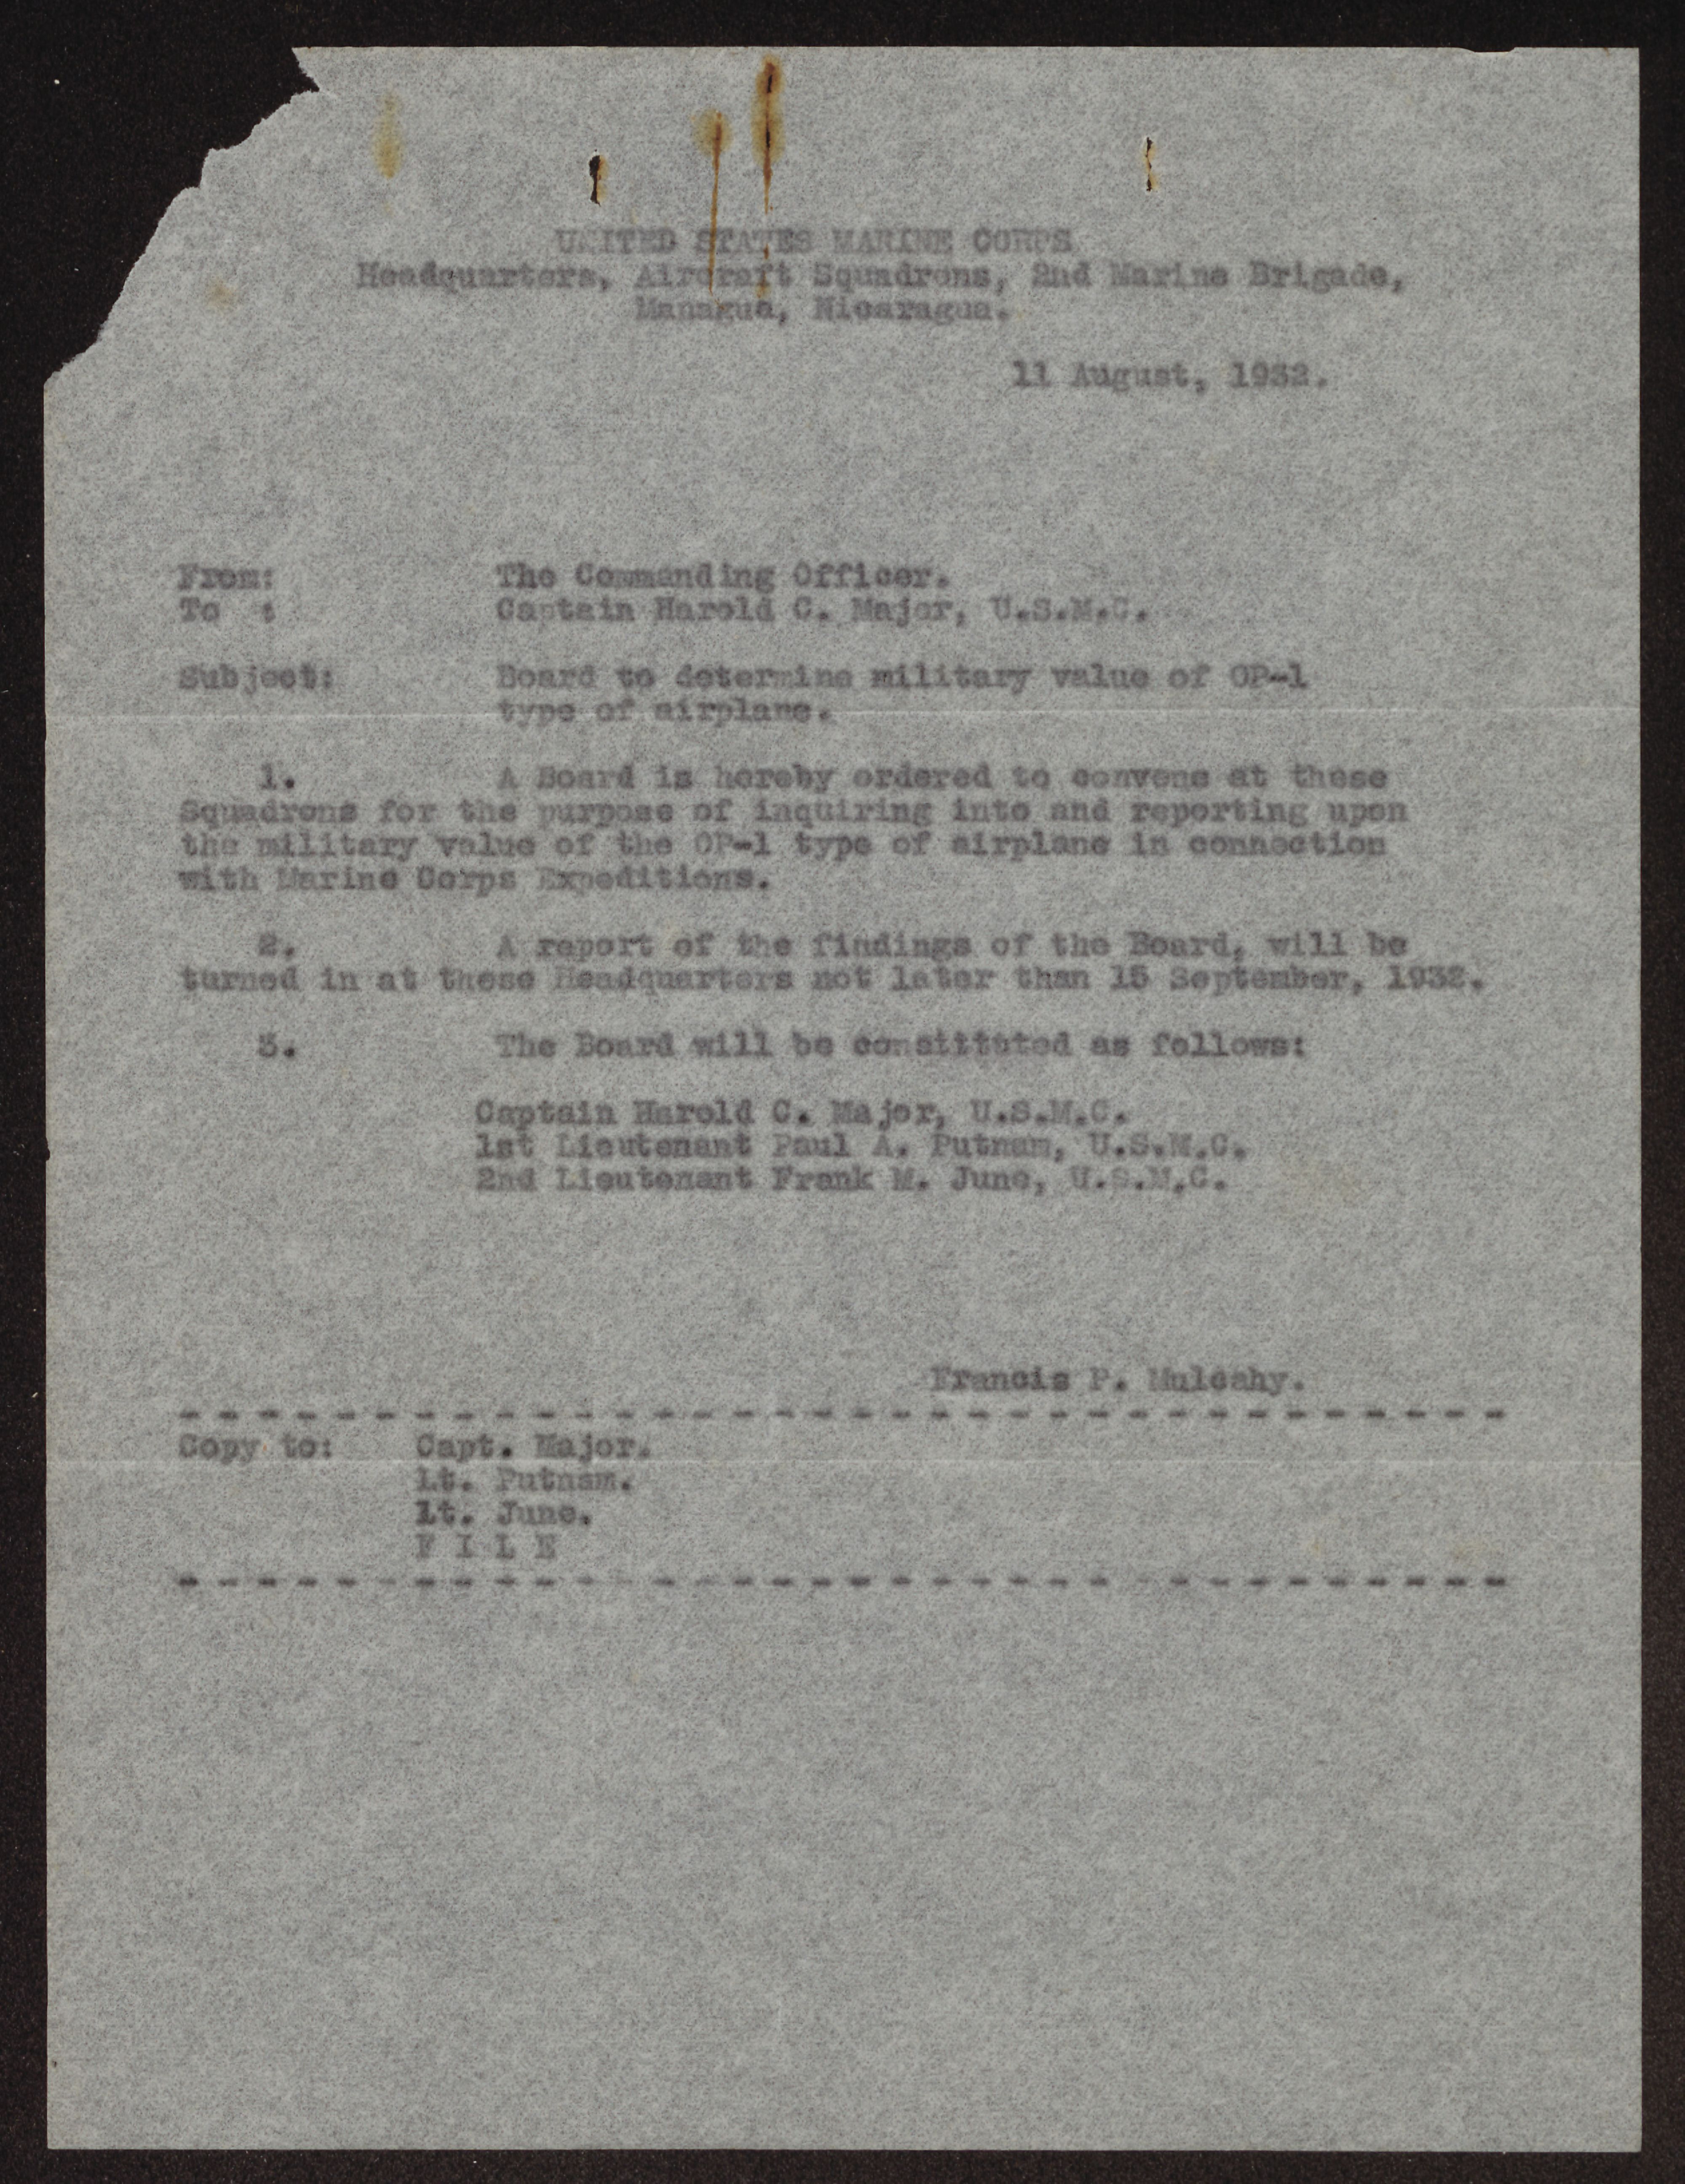 UNITED STATES MARINE CORPS
Headquarters, Aircraft Squadrons, 2nd Marine Brigade,
Managua, Nicaragua.
11 August, 1932.
From: The Commanding Officer.
To : Captain Harold C. Major, U.S.M.C.
Subject: Board to determine military value of OP-1
type of airplane.
1. A Board is hereby ordered to convene at these
Squadrons for the purpose of inquiring into and reporting upon
the military value of the OP-1 type of airplane in connection
with Marine Corps Expeditions.
2. A report of the findings of the Board, will be
turned in at these Headquarters not later than 15 September, 1932.
3. The Board will be constituted as follows:
Captain Harold C. Major, U.S.M.C.
1st Lieutenant Paul A. Putnam, U.S.M.C.
2nd Lieutenant Frank M. June, U.S.M.C.
Francis P. Mulcahy.
- - - - - - - - - - - - - - - - - - - - - - - - - - - - - - - - - -
Copy to: Capt. Major.
Lt. Putnam.
Lt. June.
F I L E
- - - - - - - - - - - - - - - - - - - - - - - - - - - - - - - - - -